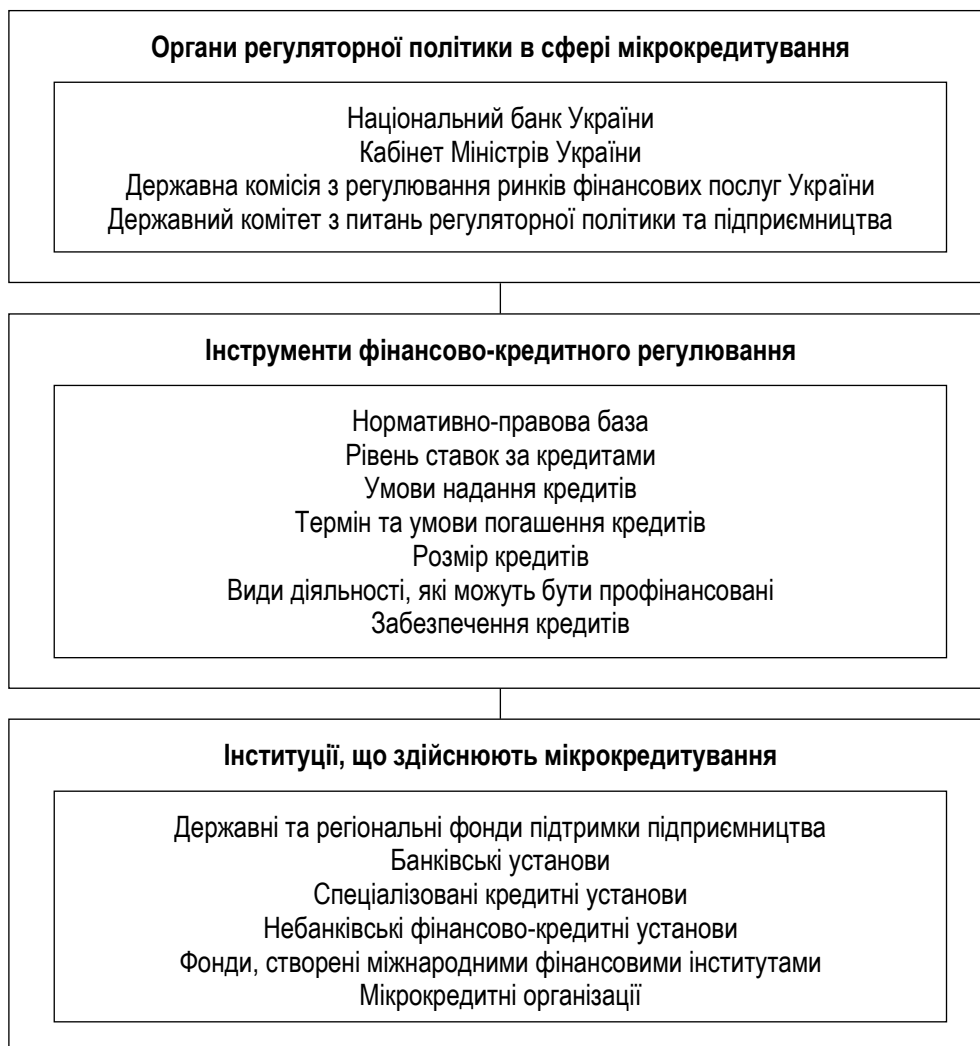 Органи регуляторної політики в сфері мікрокредитування
Національний банк України
Кабінет Міністрів України
Державна комісія з регулювання ринків фінансових послуг України
Державний комітет з питань регуляторної політики та підприємництва
Інструменти фінансово-кредитного регулювання
Нормативно-правова база
Рівень ставок за кредитами
Умови надання кредитів
Термін та умови погашення кредитів
Розмір кредитів
Види діяльності, які можуть бути профінансовані
Забезпечення кредитів
Інституції, що здійснюють мікрокредитування
Державні та регіональні фонди підтримки підприємництва
Банківські установи
Спеціалізовані кредитні установи
Небанківські фінансово-кредитні установи
Фонди, створені міжнародними фінансовими інститутами
Мікрокредитні організації